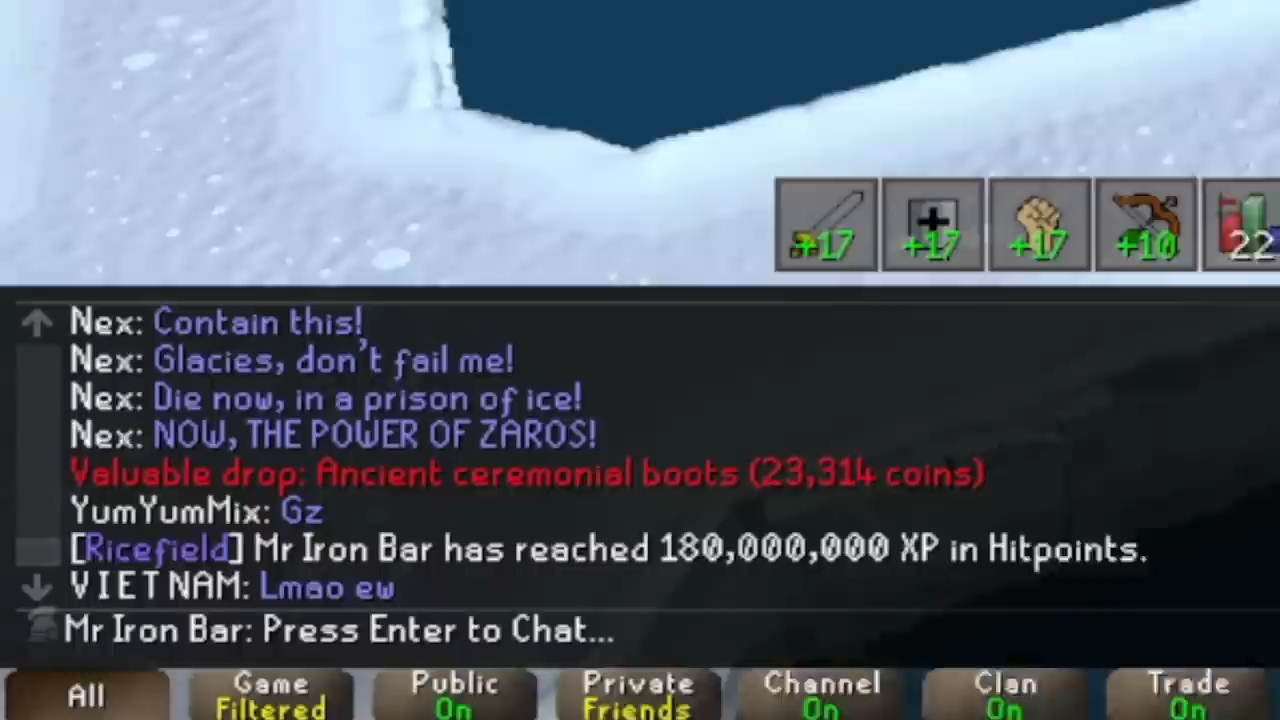 +17
+17
+17
+10
22
Nex: Contain this!
Nex: Glacies, don't fail me!
Nex: Die now, in a prison of ice!
Nex: NOW, THE POWER OF ZAROS!
Valuable drop: Ancient ceremonial boots (23,314 coins)
YumYumMix: Gz
[Ricefield] Mr Iron Bar has reached 180,000,000 XP in Hitpoints.
V I E T NAM: Lmao ew
Mr Iron Bar: Press Enter to Chat...
All
Game
Filtered
Public
On
Private
Friends
Channel
On
Clan
On
Trade
On